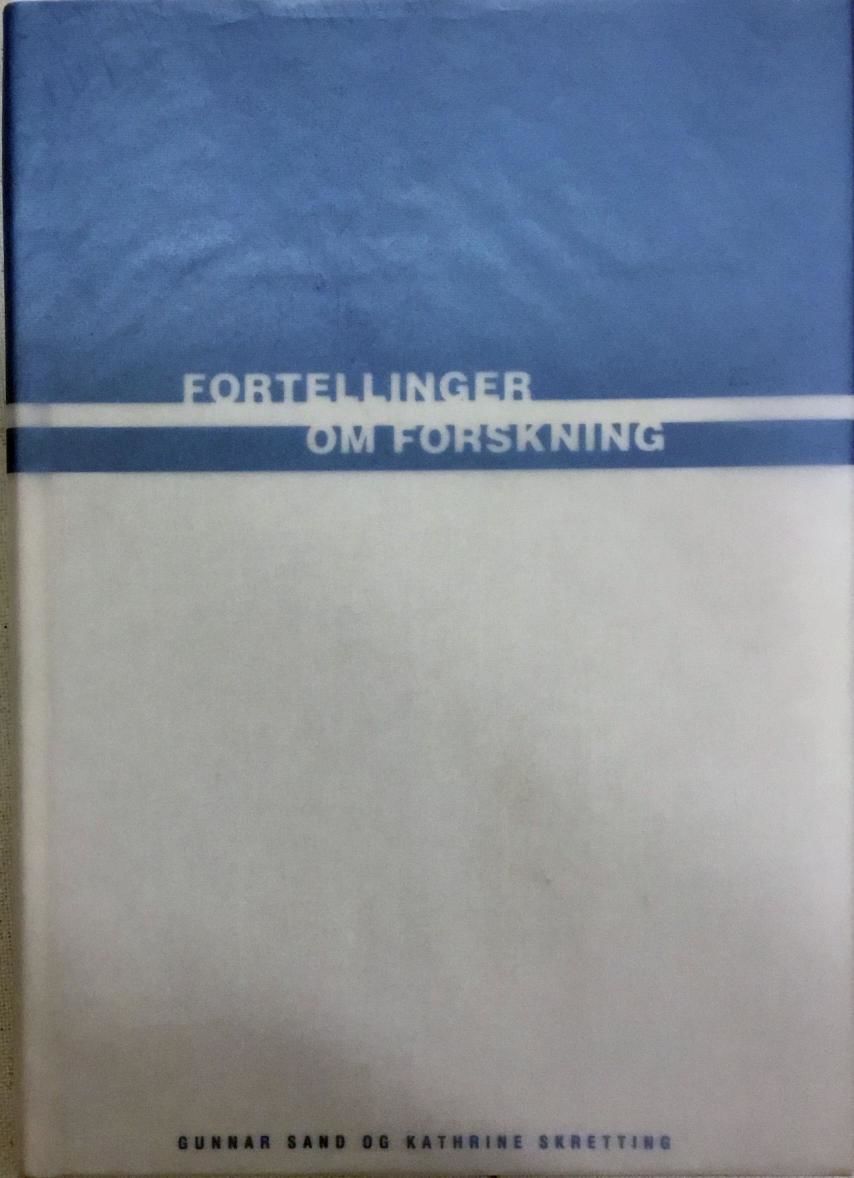 FORTELLINGER
OM FORSKNING
GUNNAR SAND OG KATHRINE SKRETTING